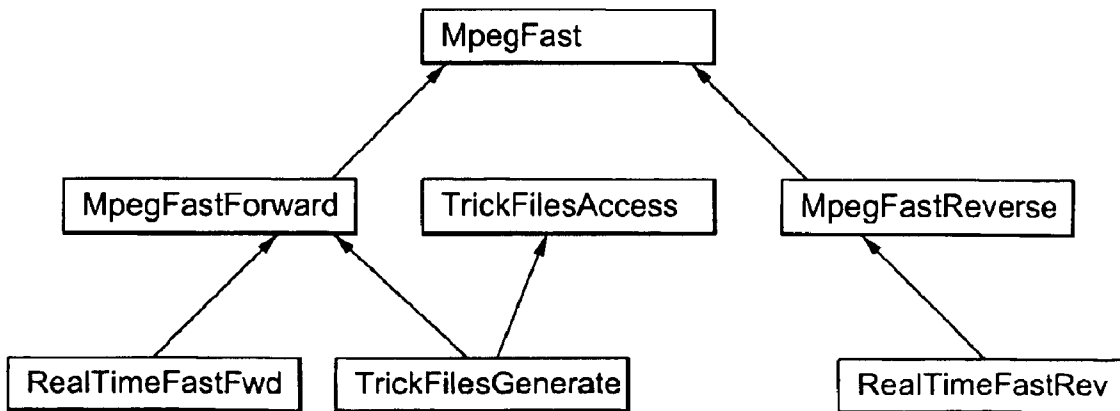 MpegFast
MpegFastForward
TrickFilesAccess
MpegFastReverse
RealTimeFastFwd
TrickFilesGenerate
RealTimeFastRev